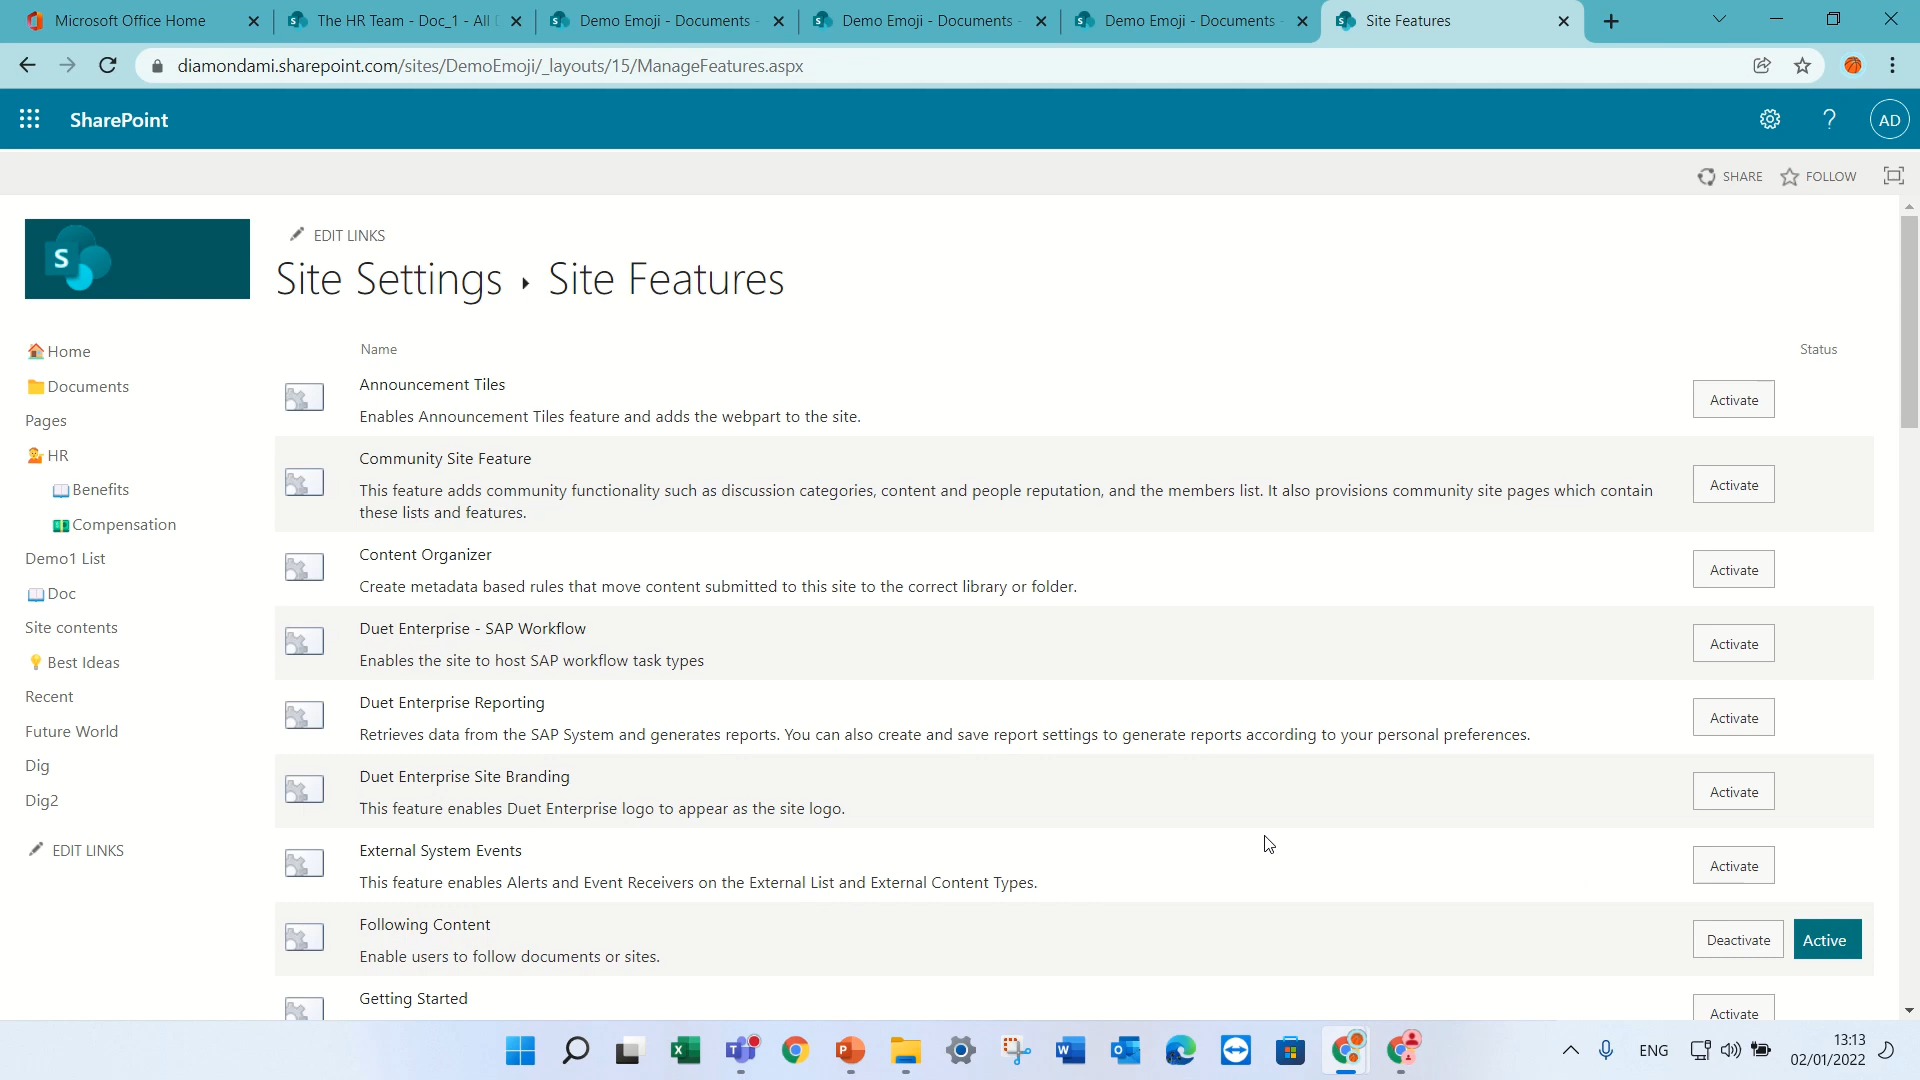 Microsoft Office Home
The HR Team - Doc_1 - All
Demo Emoji - Documents -
Demo Emoji - Documents -
Demo Emoji - Documents
Site Features
diamondami.sharepoint.com/sites/DemoEmoji/_layouts/15/ManageFeatures.aspx
SharePoint
? AD
SHARE FOLLOW
S
EDIT LINKS
Site Settings ▸ Site Features
Home
Documents
Pages
HR
Benefits
Compensation
Demo1 List
Doc
Site contents
Best Ideas
Recent
Future World
Dig
Dig2
EDIT LINKS
Name Status
Announcement Tiles
Enables Announcement Tiles feature and adds the webpart to the site.
Activate
Community Site Feature
This feature adds community functionality such as discussion categories, content and people reputation, and the members list. It also provisions community site pages which contain
these lists and features.
Activate
Content Organizer
Create metadata based rules that move content submitted to this site to the correct library or folder.
Activate
Duet Enterprise - SAP Workflow
Enables the site to host SAP workflow task types
Activate
Duet Enterprise Reporting
Retrieves data from the SAP System and generates reports. You can also create and save report settings to generate reports according to your personal preferences.
Activate
Duet Enterprise Site Branding
This feature enables Duet Enterprise logo to appear as the site logo.
Activate
External System Events
This feature enables Alerts and Event Receivers on the External List and External Content Types.
Activate
Following Content
Enable users to follow documents or sites.
Deactivate Active
Getting Started
Activate
ENG
13:13
02/01/2022